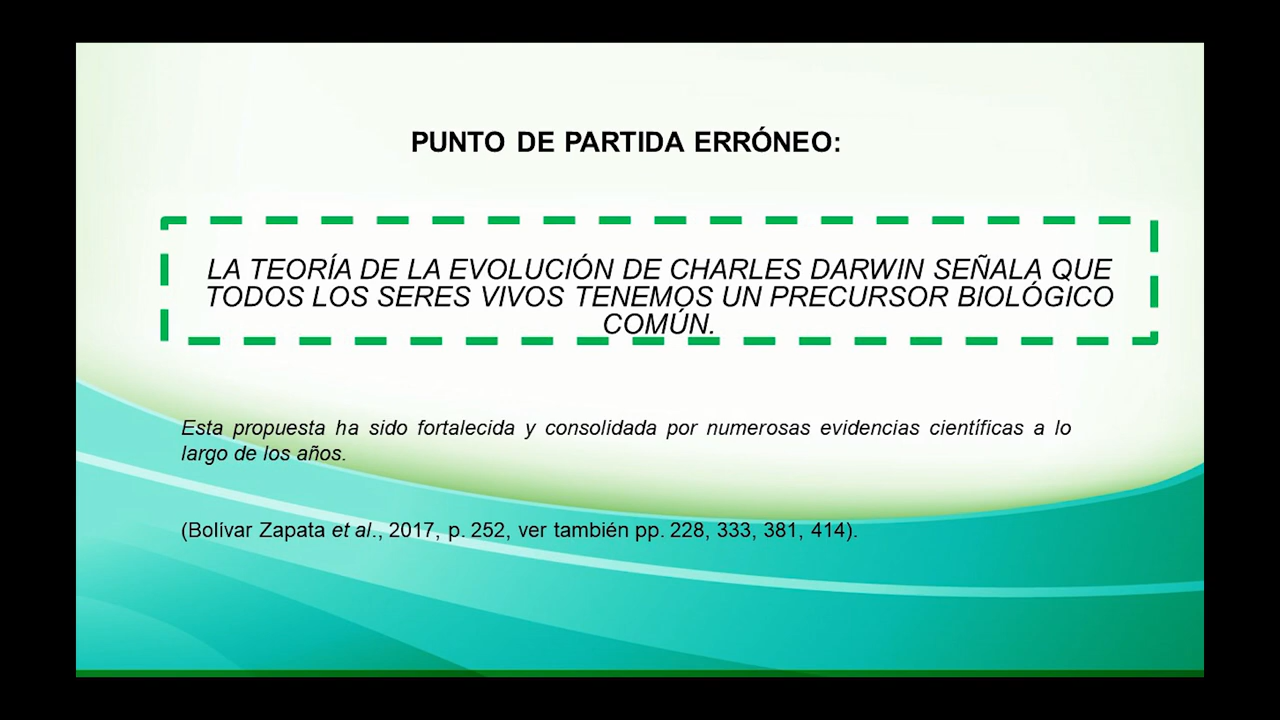 PUNTO DE PARTIDA ERRÓNEO:
LA TEORÍA DE LA EVOLUCIÓN DE CHARLES DARWIN SEÑALA QUE
TODOS LOS SERES VIVOS TENEMOS UN PRECURSOR BIOLÓGICO
COMÚN.
Esta propuesta ha sido fortalecida y consolidada por numerosas evidencias científicas a lo
largo de los años.
(Bolívar Zapata et al., 2017, p. 252, ver también pp. 228, 333, 381, 414).